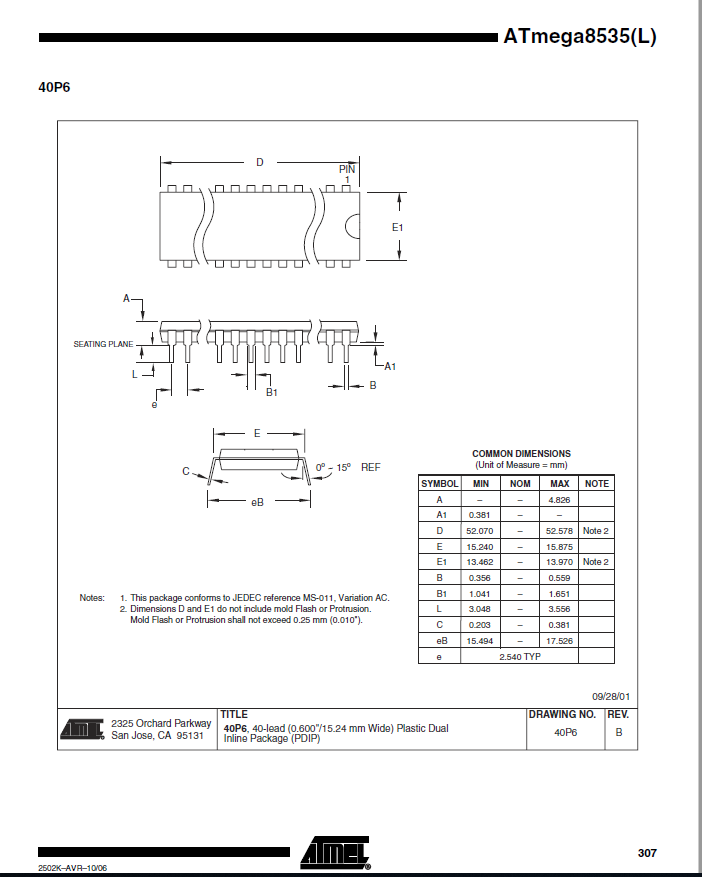 ATmega8535(L)
40P6
D
PIN
1
E1
A
SEATING PLANE
A1
L
B
B1
e
E
C
0º ~ 15º REF
eB
COMMON DIMENSIONS
(Unit of Measure = mm)
SYMBOL MIN NOM MAX NOTE
A – – 4.826
A1 0.381 – –
D 52.070 – 52.578 Note 2
E 15.240 – 15.875
E1 13.462 – 13.970 Note 2
B 0.356 – 0.559
B1 1.041 – 1.651
L 3.048 – 3.556
C 0.203 – 0.381
eB 15.494 – 17.526
e 2.540 TYP
Notes: 1. This package conforms to JEDEC reference MS-011, Variation AC.
2. Dimensions D and E1 do not include mold Flash or Protrusion.
Mold Flash or Protrusion shall not exceed 0.25 mm (0.010").
09/28/01
ATMEL
2325 Orchard Parkway
San Jose, CA 95131
TITLE
40P6, 40-lead (0.600"/15.24 mm Wide) Plastic Dual
Inline Package (PDIP)
DRAWING NO.
40P6
REV.
B
ATMEL ®
307
2502K–AVR–10/06